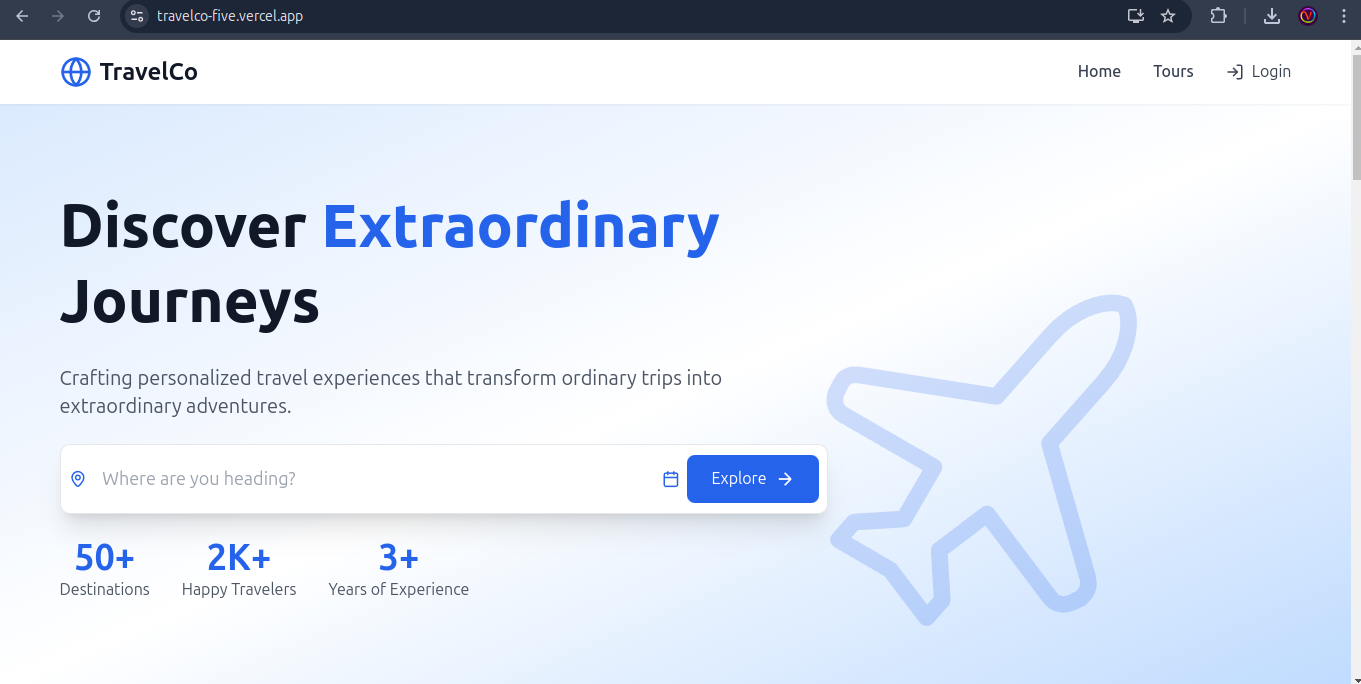 travelco-five.vercel.app
TravelCo
Home Tours Login
Discover Extraordinary
Journeys
Crafting personalized travel experiences that transform ordinary trips into
extraordinary adventures.
Where are you heading?
Explore
50+ 2K+ 3+
Destinations Happy Travelers Years of Experience